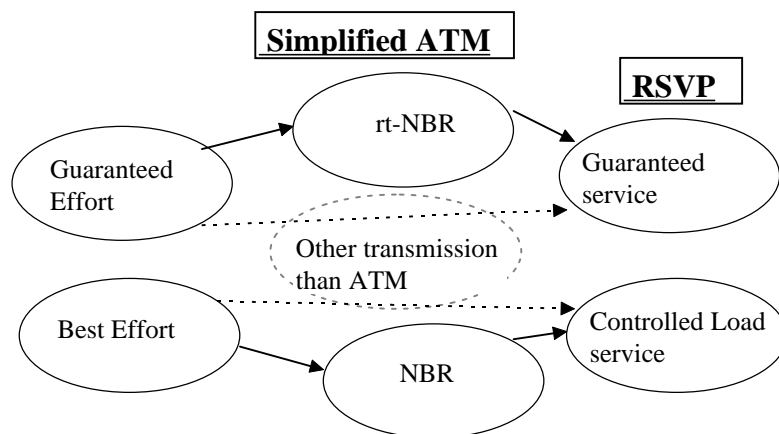 Simplified ATM
RSVP
rt-NBR
Guaranteed
Effort
Guaranteed
service
Other transmission
than ATM
Best Effort
NBR
Controlled Load
service